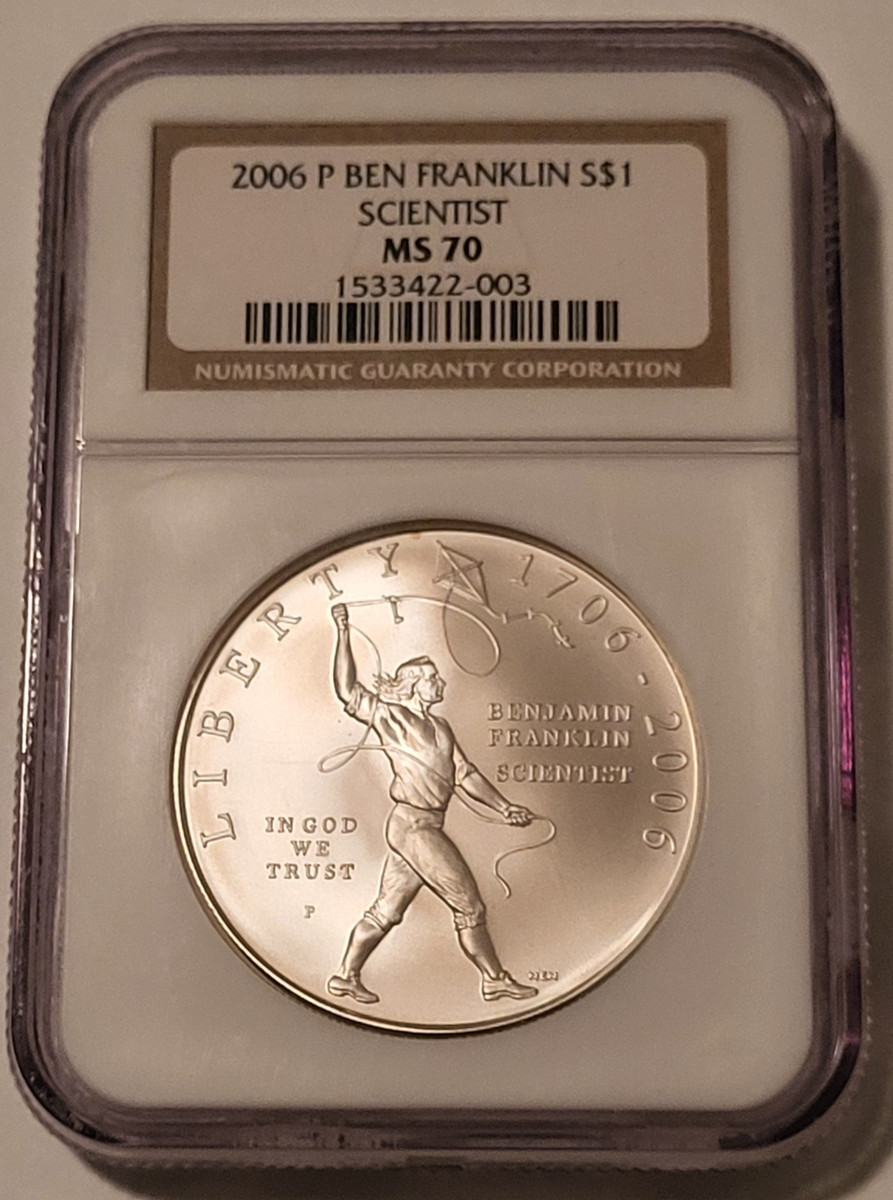 2006 P BEN FRANKLIN S$1
SCIENTIST
MS 70
1533422-003
NUMISMATIC GUARANTY CORPORATION
LIBERTY 1706-2006
BENJAMIN
FRANKLIN
SCIENTIST
IN GOD
WE
TRUST
P